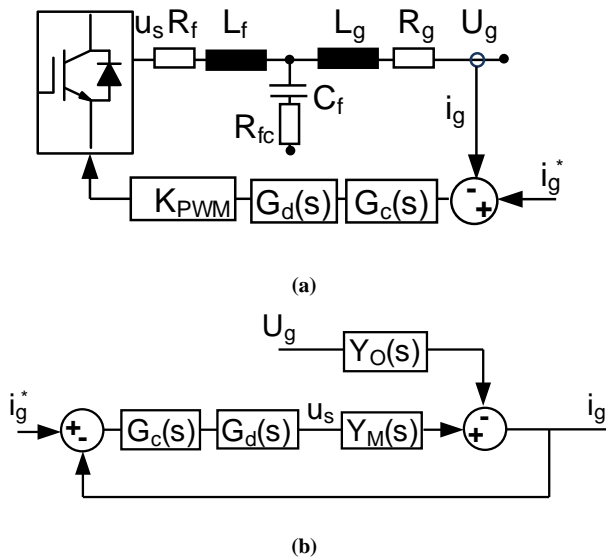 u_s R_f L_f L_g R_g U_g
C_f
R_fc
i_g
i_g^*
K_PWM G_d(s) G_c(s) - +
(a)
U_g Y_O(s)
i_g^* + - G_c(s) G_d(s) u_s Y_M(s) + - i_g
(b)